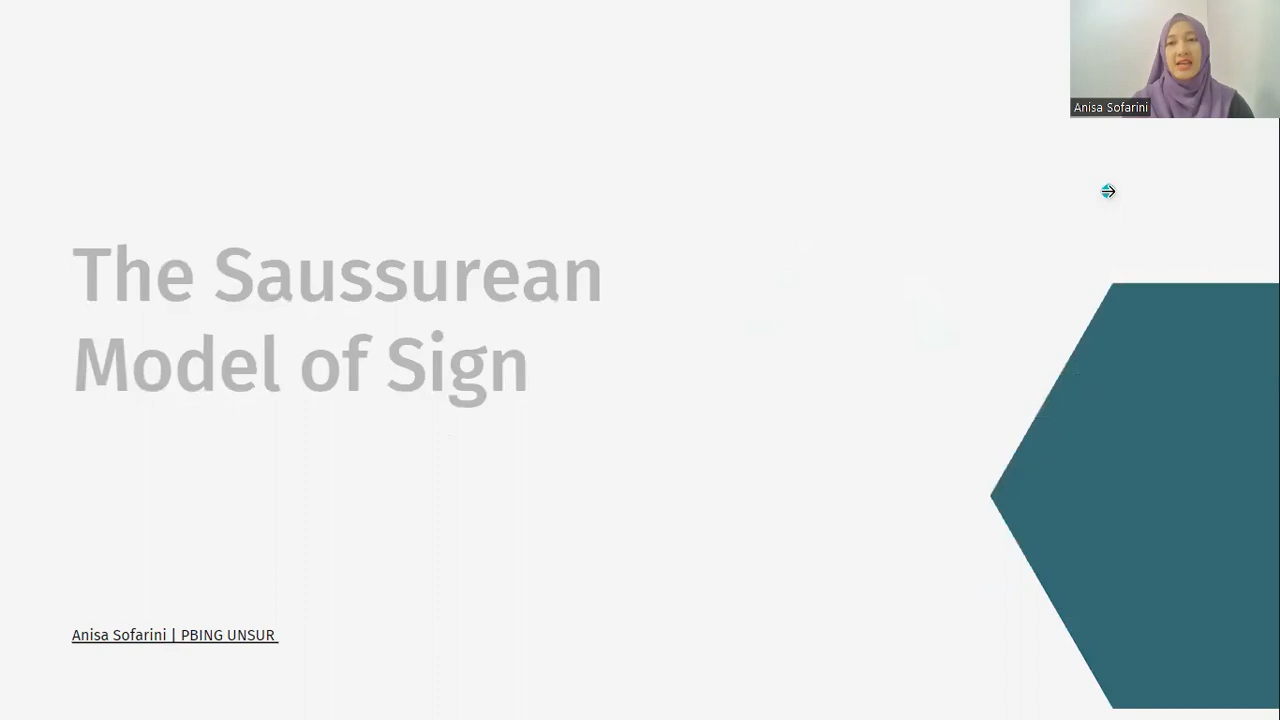 Anisa Sofarini
The Saussurean
Model of Sign
Anisa Sofarini | PBING UNSUR